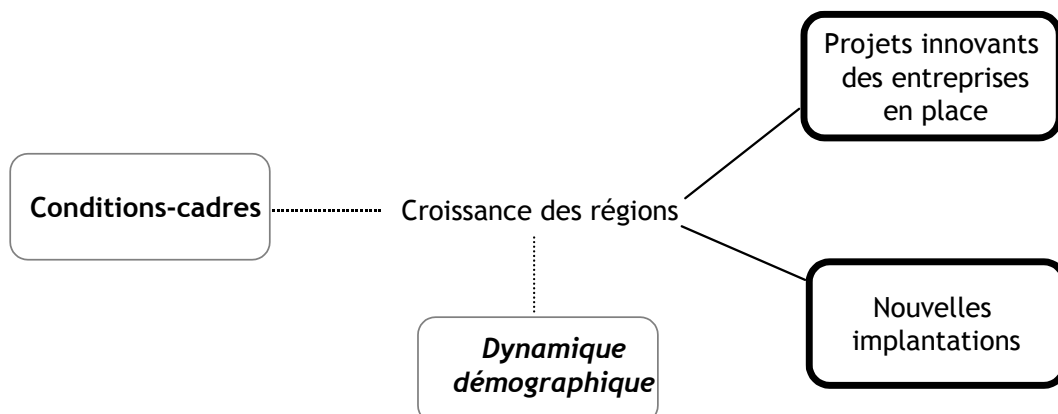 Projets innovants
des entreprises
en place
Conditions-cadres
Croissance des régions
Nouvelles
implantations
Dynamique
démographique